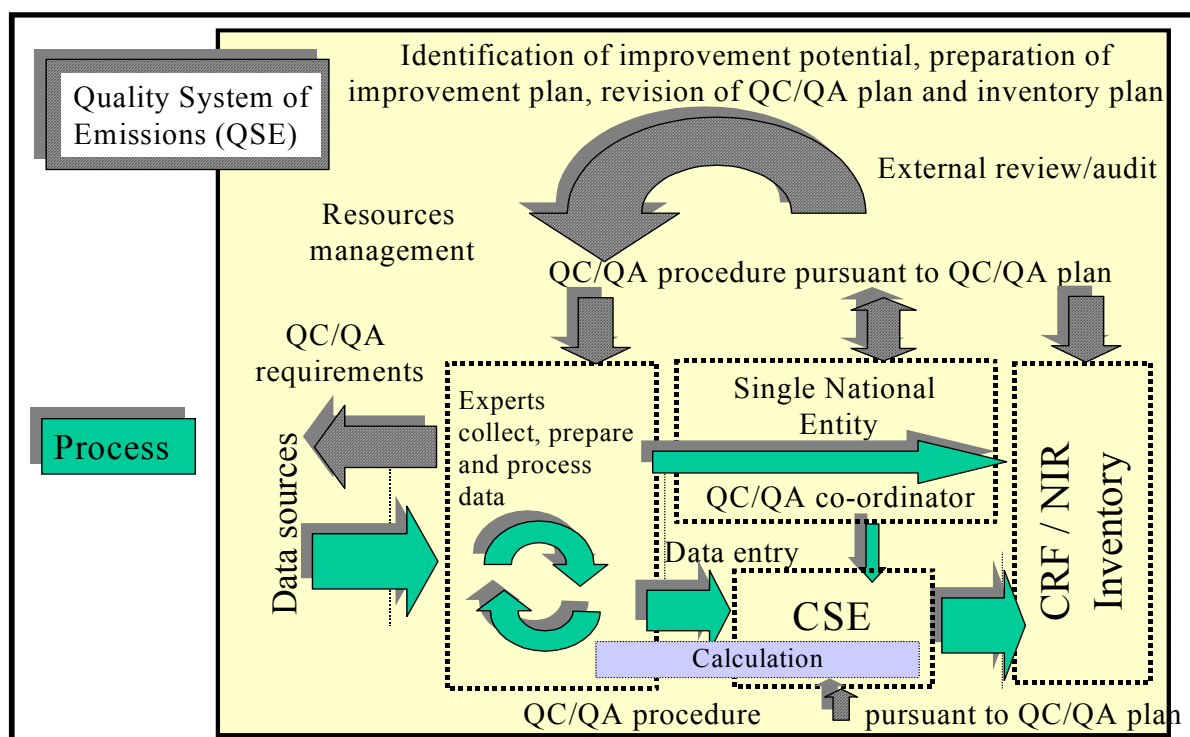 Quality System of
Emissions (QSE)
Identification of improvement potential, preparation of
improvement plan, revision of QC/QA plan and inventory plan
External review/audit
Resources
management
QC/QA procedure pursuant to QC/QA plan
QC/QA
requirements
Process
Data sources
Experts
collect, prepare
and process
data
Single National
Entity
QC/QA co-ordinator
Data entry
CSE
Calculation
CRF / NIR
Inventory
QC/QA procedure
pursuant to QC/QA plan